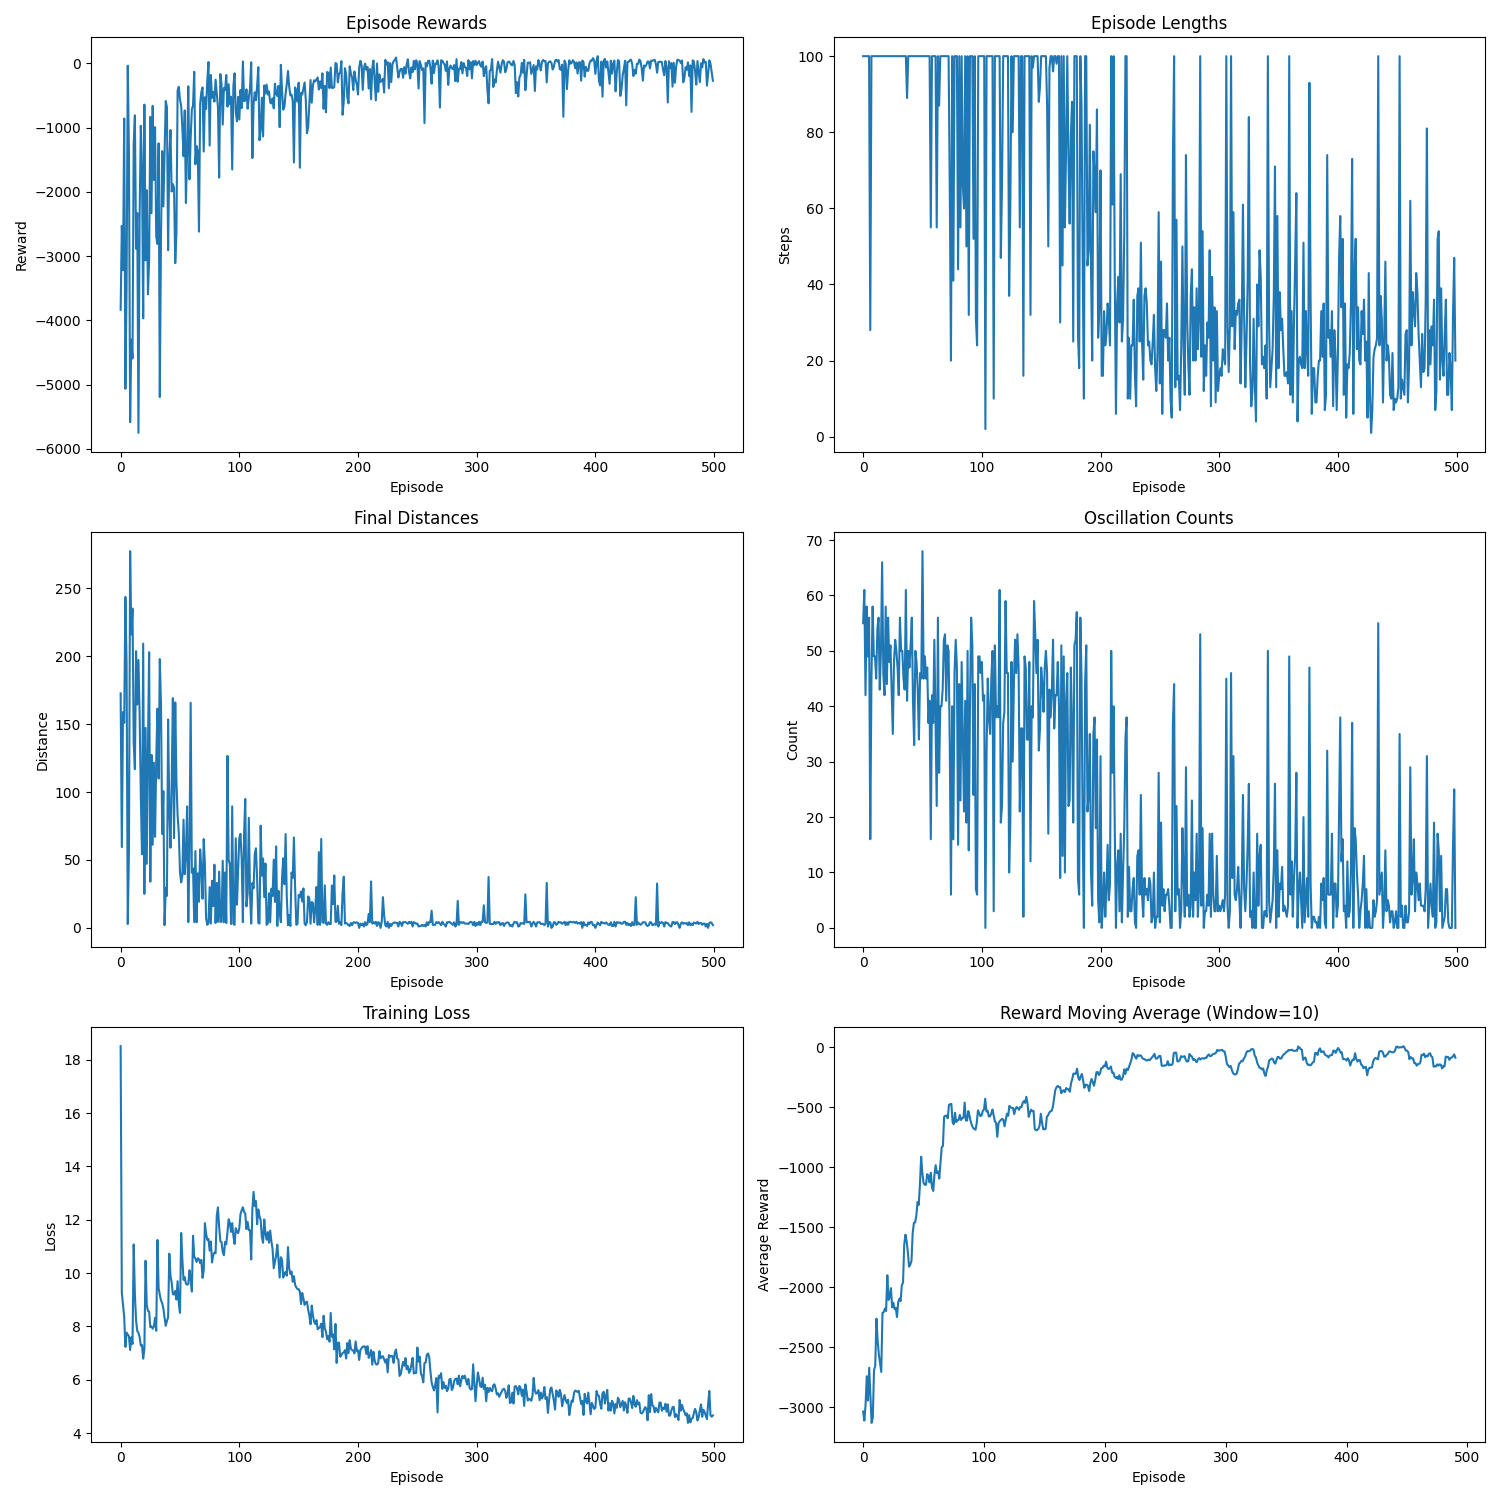 Episode Rewards
0
−1000
−2000
−3000
−4000
−5000
−6000
Reward
0 100 200 300 400 500
Episode
Episode Lengths
100
80
60
40
20
0
Steps
0 100 200 300 400 500
Episode
Final Distances
250
200
150
100
50
0
Distance
0 100 200 300 400 500
Episode
Oscillation Counts
70
60
50
40
30
20
10
0
Count
0 100 200 300 400 500
Episode
Training Loss
18
16
14
12
10
8
6
4
Loss
0 100 200 300 400 500
Episode
Reward Moving Average (Window=10)
0
−500
−1000
−1500
−2000
−2500
−3000
Average Reward
0 100 200 300 400 500
Episode